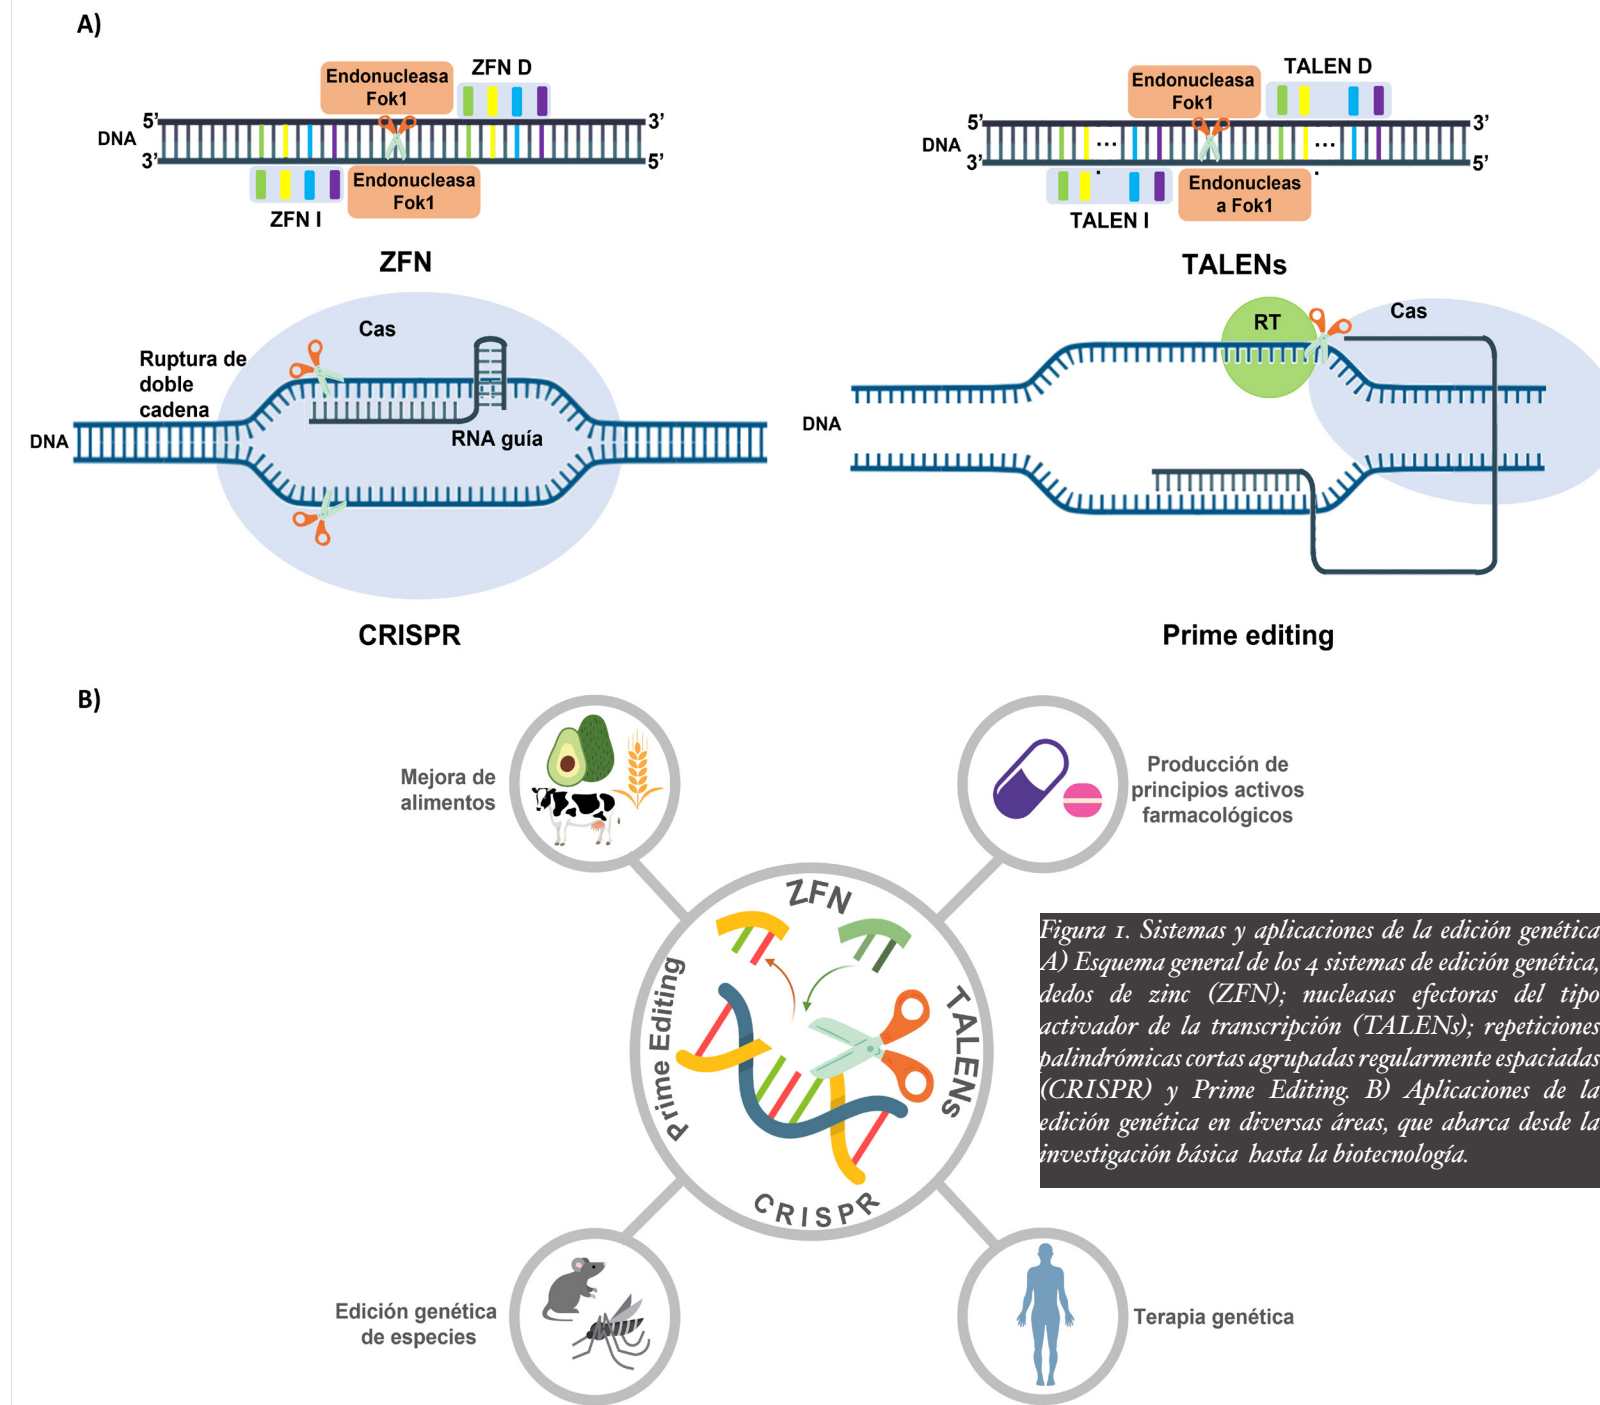 A)
ZFN D
Endonucleasa
Fok1
5' 3'
DNA
3' 5'
Endonucleasa
Fok1
ZFN I
ZFN
TALEN D
Endonucleasa
Fok1
5' 3'
... ...
DNA
3' 5'
Endonucleas
a Fok1
TALEN I
TALENs
Cas
Ruptura de
doble
cadena
DNA
RNA guía
CRISPR
RT
Cas
DNA
Prime editing
B)
Mejora de
alimentos
Producción de
principios activos
farmacológicos
ZFN
TALENs
CRISPR
Prime Editing
Figura 1. Sistemas y aplicaciones de la edición genética
A) Esquema general de los 4 sistemas de edición genética,
dedos de zinc (ZFN); nucleasas efectoras del tipo
activador de la transcripción (TALENs); repeticiones
palindrómicas cortas agrupadas regularmente espaciadas
(CRISPR) y Prime Editing. B) Aplicaciones de la
edición genética en diversas áreas, que abarca desde la
investigación básica hasta la biotecnología.
Edición genética
de especies
Terapia genética